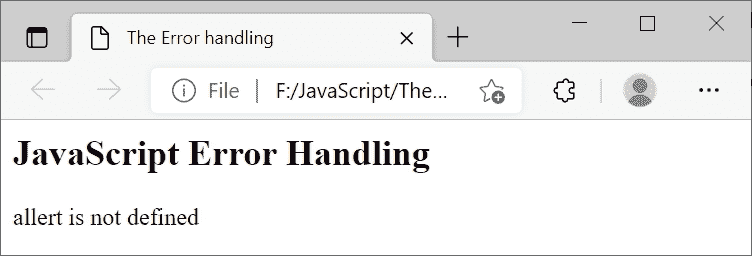 The Error handling
File F:/JavaScript/The...
JavaScript Error Handling
allert is not defined